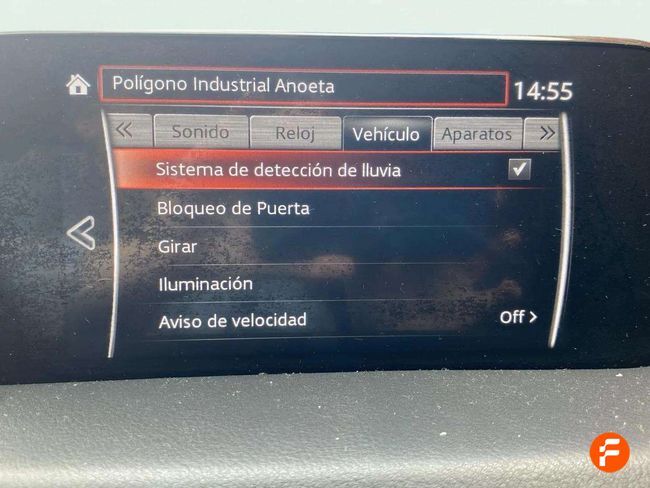 Polígono Industrial Anoeta 14:55
Sonido Reloj Vehículo Aparatos
Sistema de detección de lluvia
Bloqueo de Puerta
Girar
Iluminación
Aviso de velocidad Off